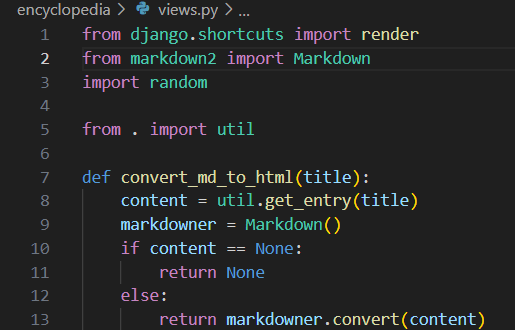 encyclopedia > views.py > ...
1 from django.shortcuts import render
2 from markdown2 import Markdown
3 import random
4
5 from . import util
6
7 def convert_md_to_html(title):
8     content = util.get_entry(title)
9     markdowner = Markdown()
10     if content == None:
11         return None
12     else:
13         return markdowner.convert(content)